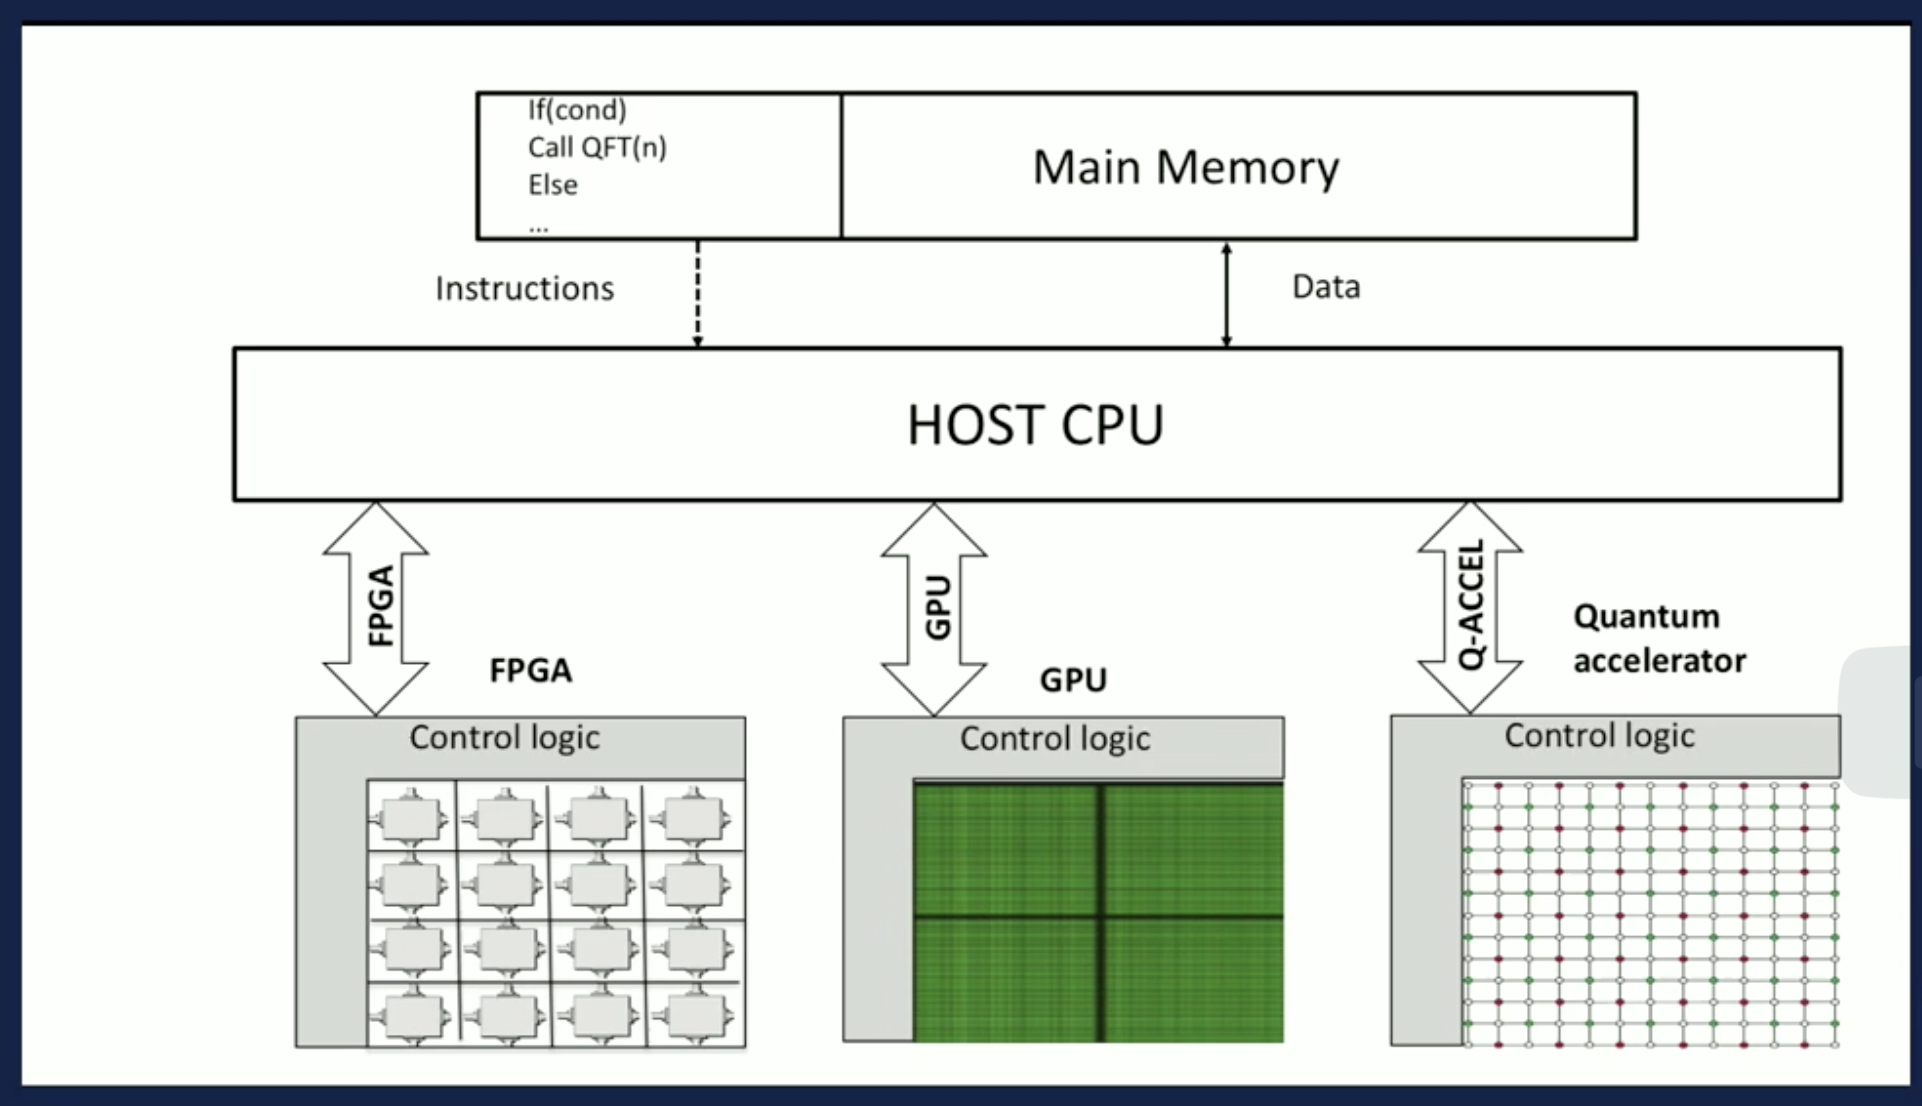 If(cond)
Call QFT(n)
Else
...
Main Memory
Instructions
Data
HOST CPU
FPGA
GPU
Q-ACCEL
FPGA
GPU
Quantum
accelerator
Control logic
Control logic
Control logic